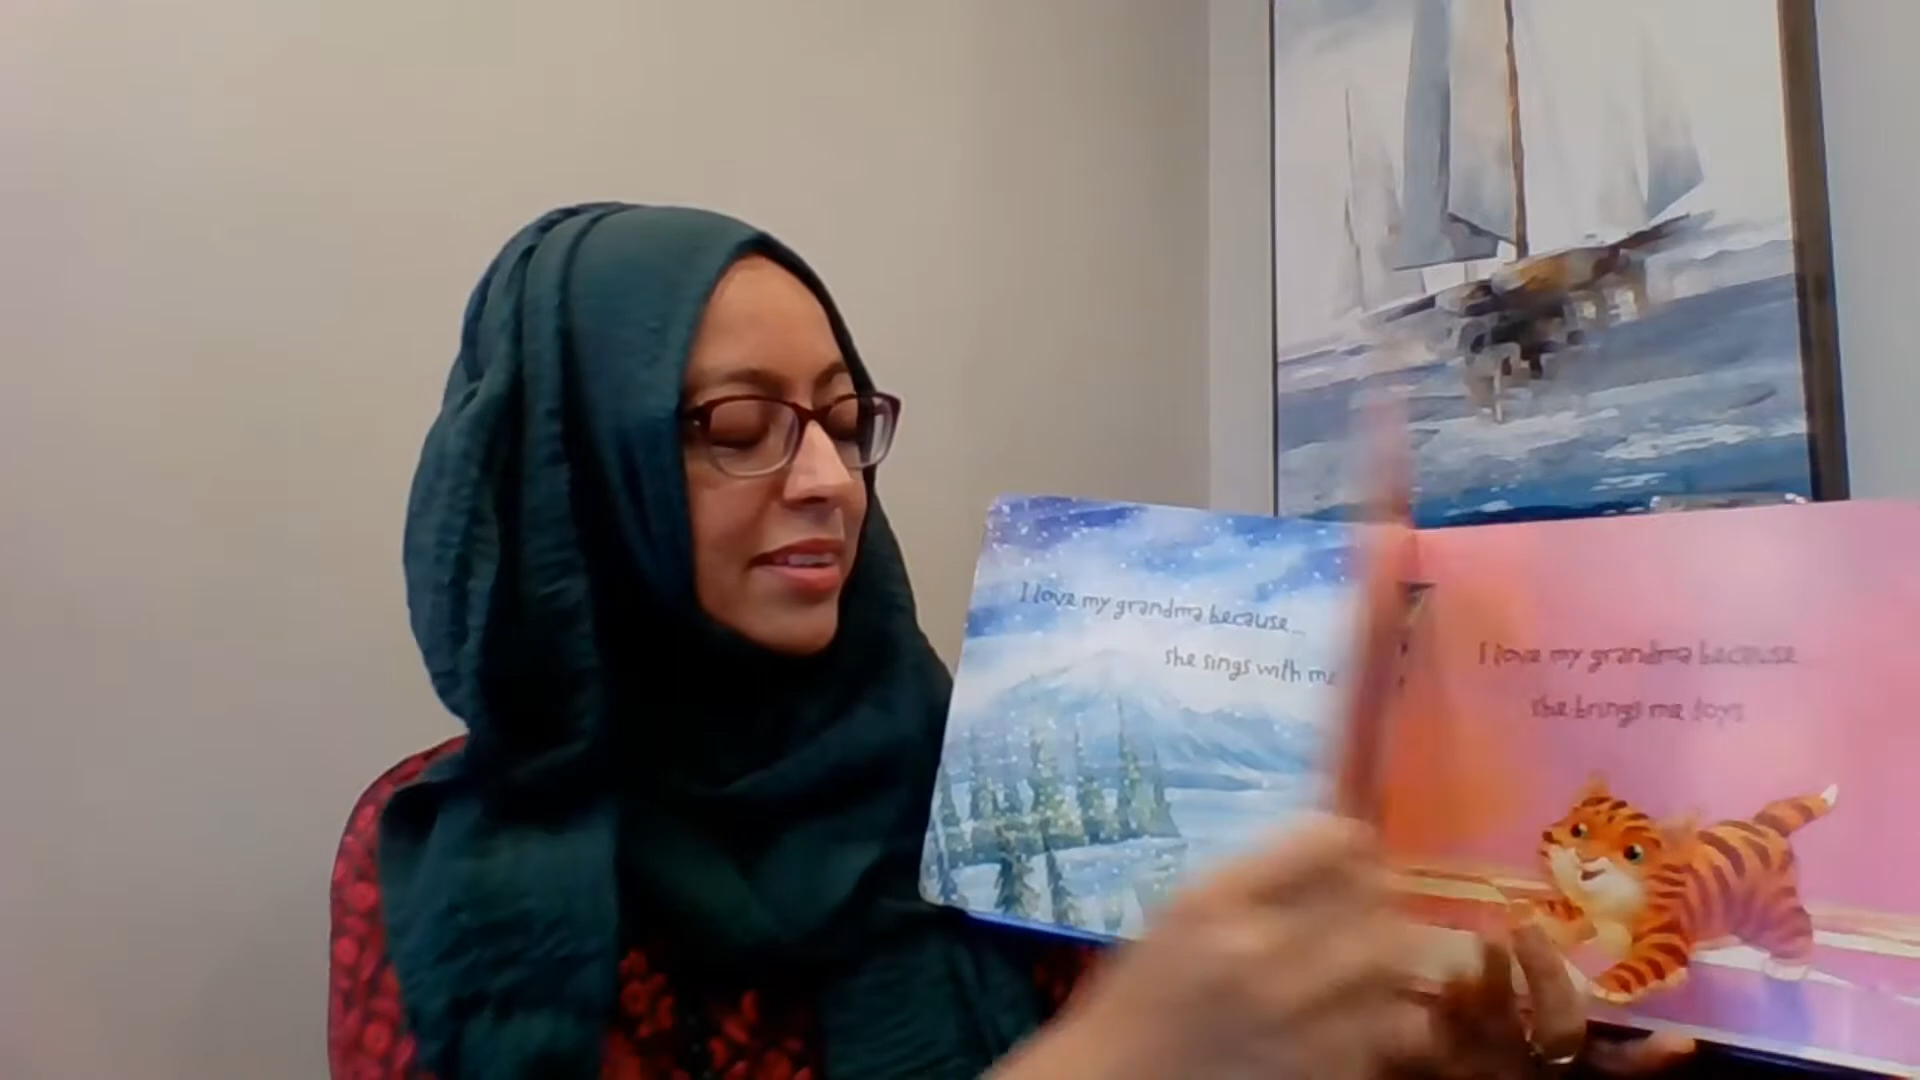 I love my grandma because...
she sings with me
I love my grandma because
she brings me toys